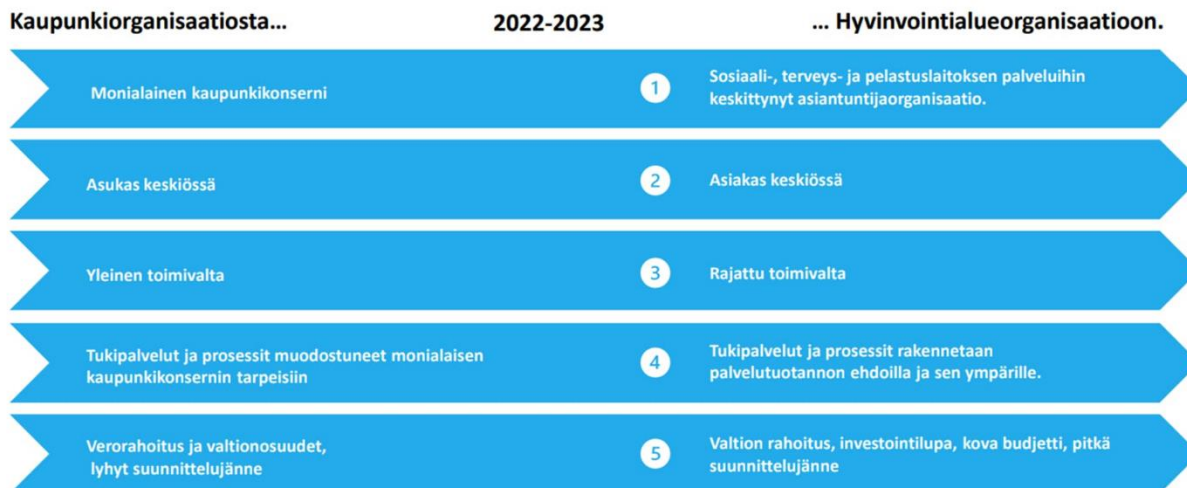 Kaupunkiorganisaatiosta...
2022-2023
... Hyvinvointialueorganisaatioon.
Monialainen kaupunkikonserni
1
Sosiaali-, terveys- ja pelastuslaitoksen palveluihin
keskittynyt asiantuntijaorganisaatio.
Asukas keskiössä
2
Asiakas keskiössä
Yleinen toimivalta
3
Rajattu toimivalta
Tukipalvelut ja prosessit muodostuneet monialaisen
kaupunkikonsernin tarpeisiin
4
Tukipalvelut ja prosessit rakennetaan
palvelutuotannon ehdoilla ja sen ympärille.
Verorahoitus ja valtionosuudet,
lyhyt suunnittelujänne
5
Valtion rahoitus, investointilupa, kova budjetti, pitkä
suunnittelujänne